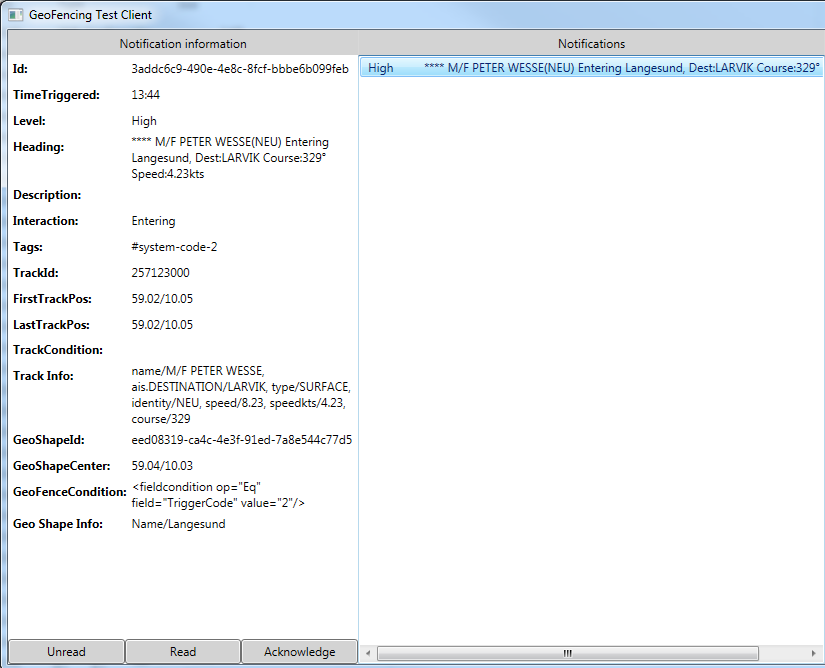 GeoFencing Test Client
Notification information
Id: 3addc6c9-490e-4e8c-8fcf-bbbe6b099feb
TimeTriggered: 13:44
Level: High
Heading: **** M/F PETER WESSE(NEU) Entering
Langesund, Dest:LARVIK Course:329°
Speed:4.23kts
Description:
Interaction: Entering
Tags: #system-code-2
TrackId: 257123000
FirstTrackPos: 59.02/10.05
LastTrackPos: 59.02/10.05
TrackCondition:
Track Info: name/M/F PETER WESSE,
ais.DESTINATION/LARVIK, type/SURFACE,
identity/NEU, speed/8.23, speedkts/4.23,
course/329
GeoShapeId: eed08319-ca4c-4e3f-91ed-7a8e544c77d5
GeoShapeCenter: 59.04/10.03
GeoFenceCondition: <fieldcondition op="Eq"
field="TriggerCode" value="2"/>
Geo Shape Info: Name/Langesund
Unread Read Acknowledge
Notifications
High **** M/F PETER WESSE(NEU) Entering Langesund, Dest:LARVIK Course:329°